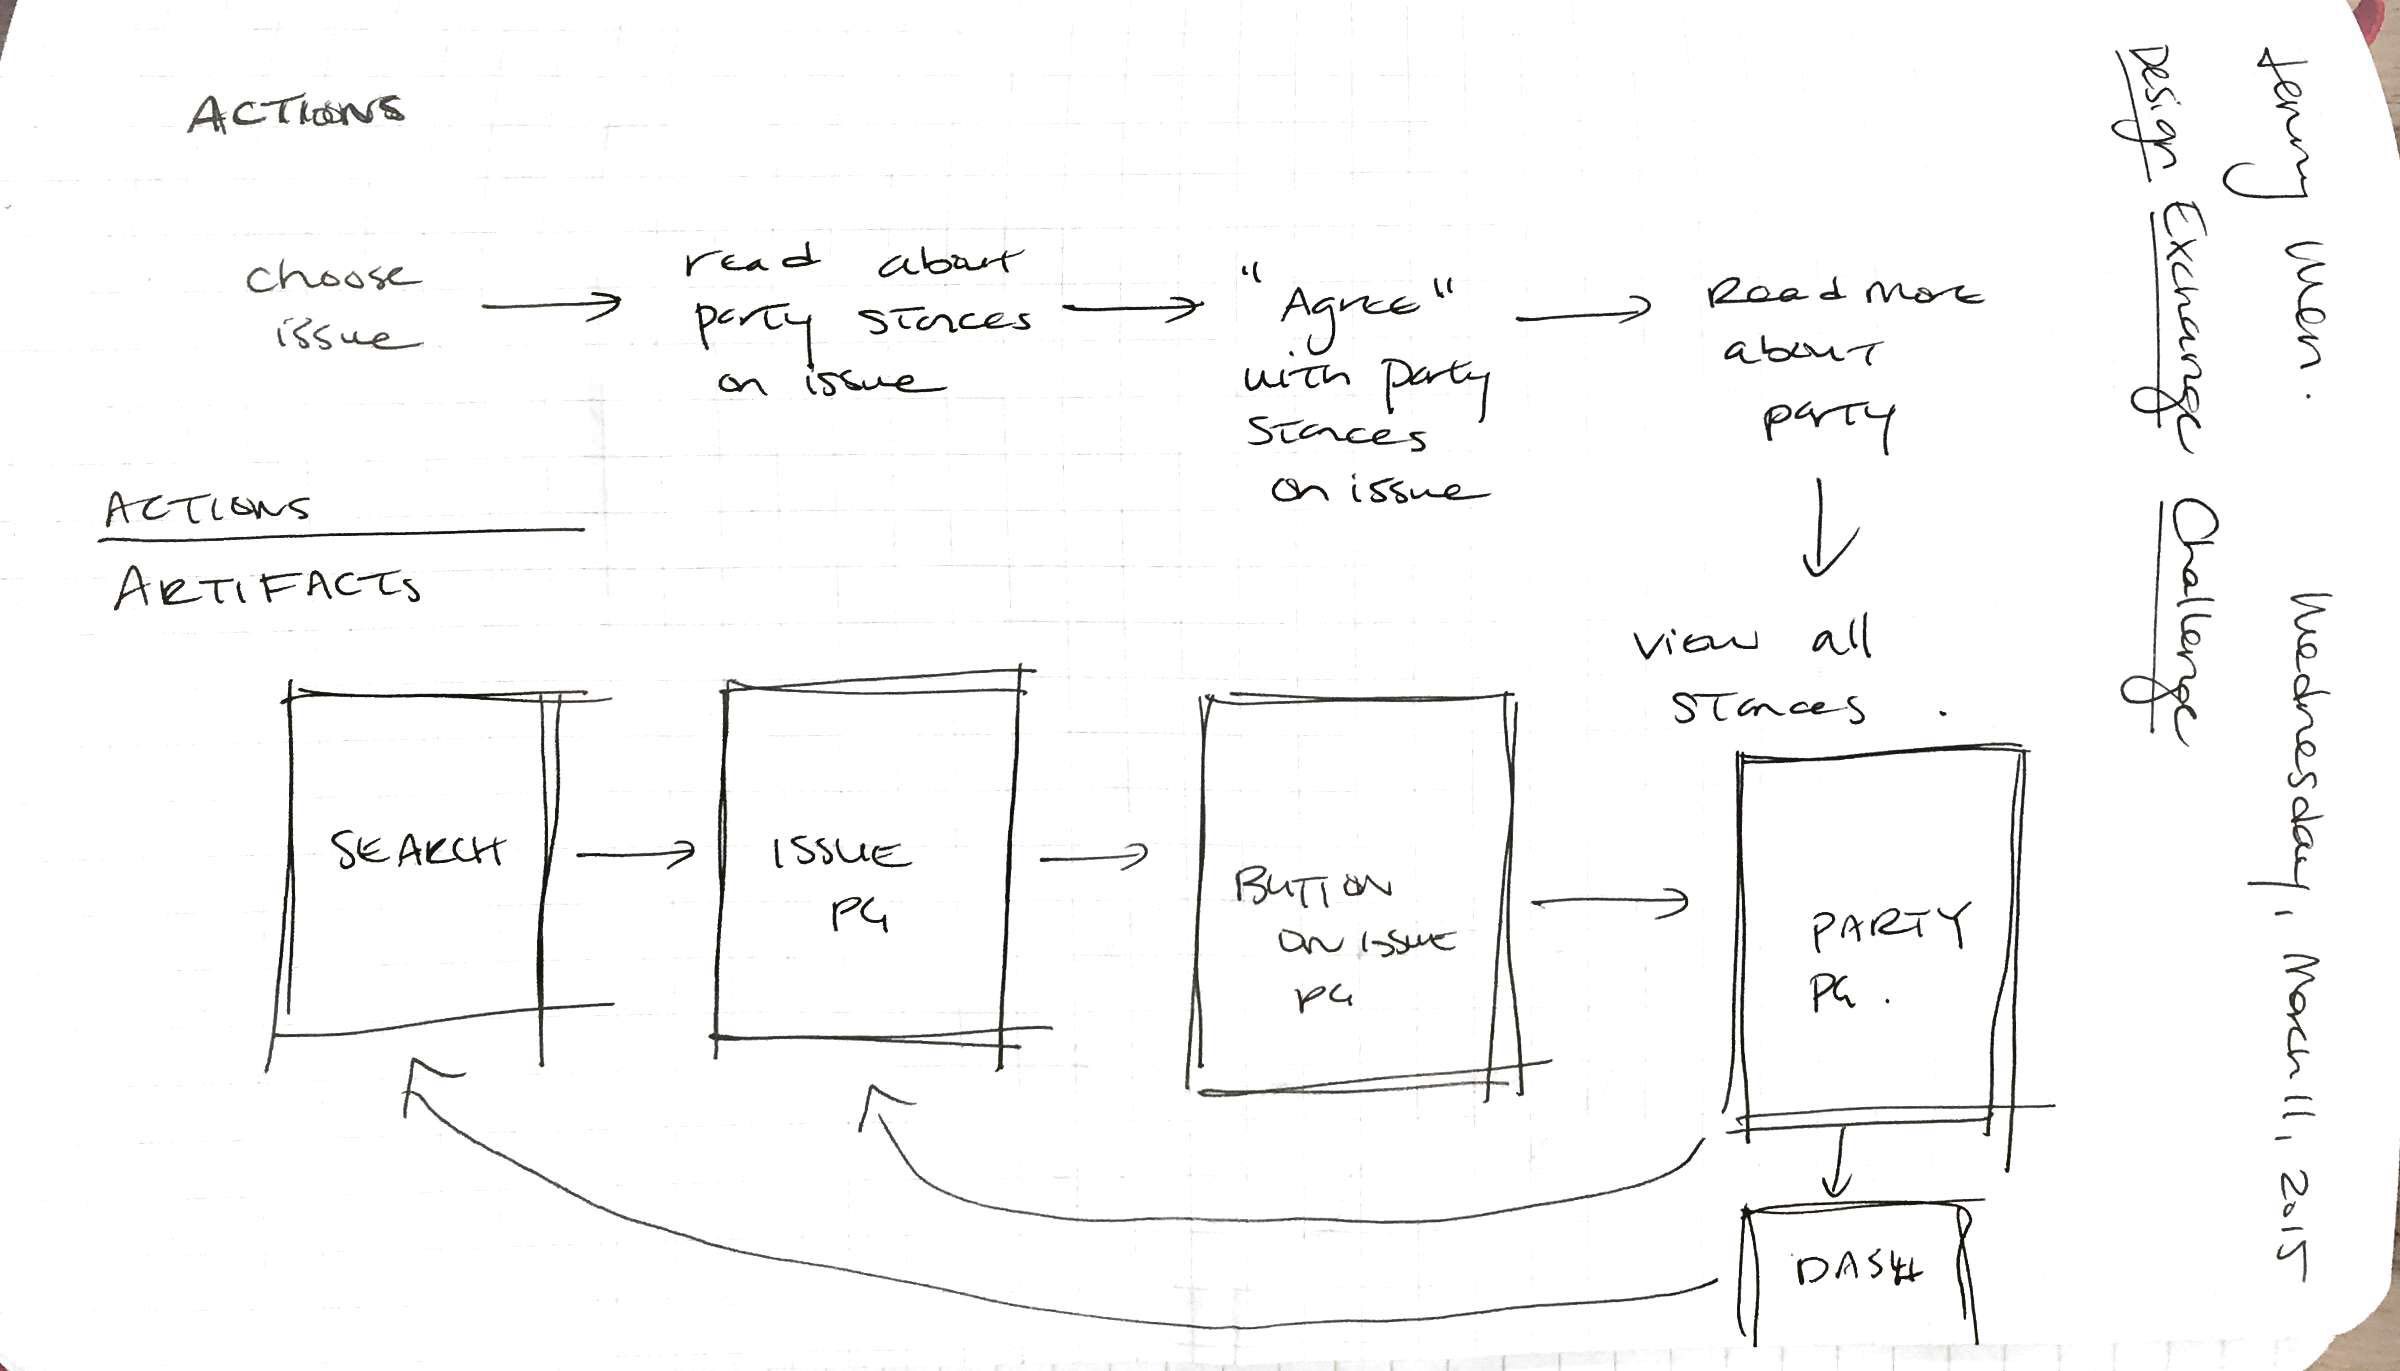 ACTIONS
choose
issue
read about
party stances
on issue
"Agree"
with party
stances
on issue
Read more
about
party
view all
stances.
ACTIONS
ARTIFACTS
SEARCH
ISSUE
PG
BUTTON
ON ISSUE
PG
PARTY
PG.
DASH
Jenny Wen.
Wednesday, March 11, 2015
Design Exchange Challenge